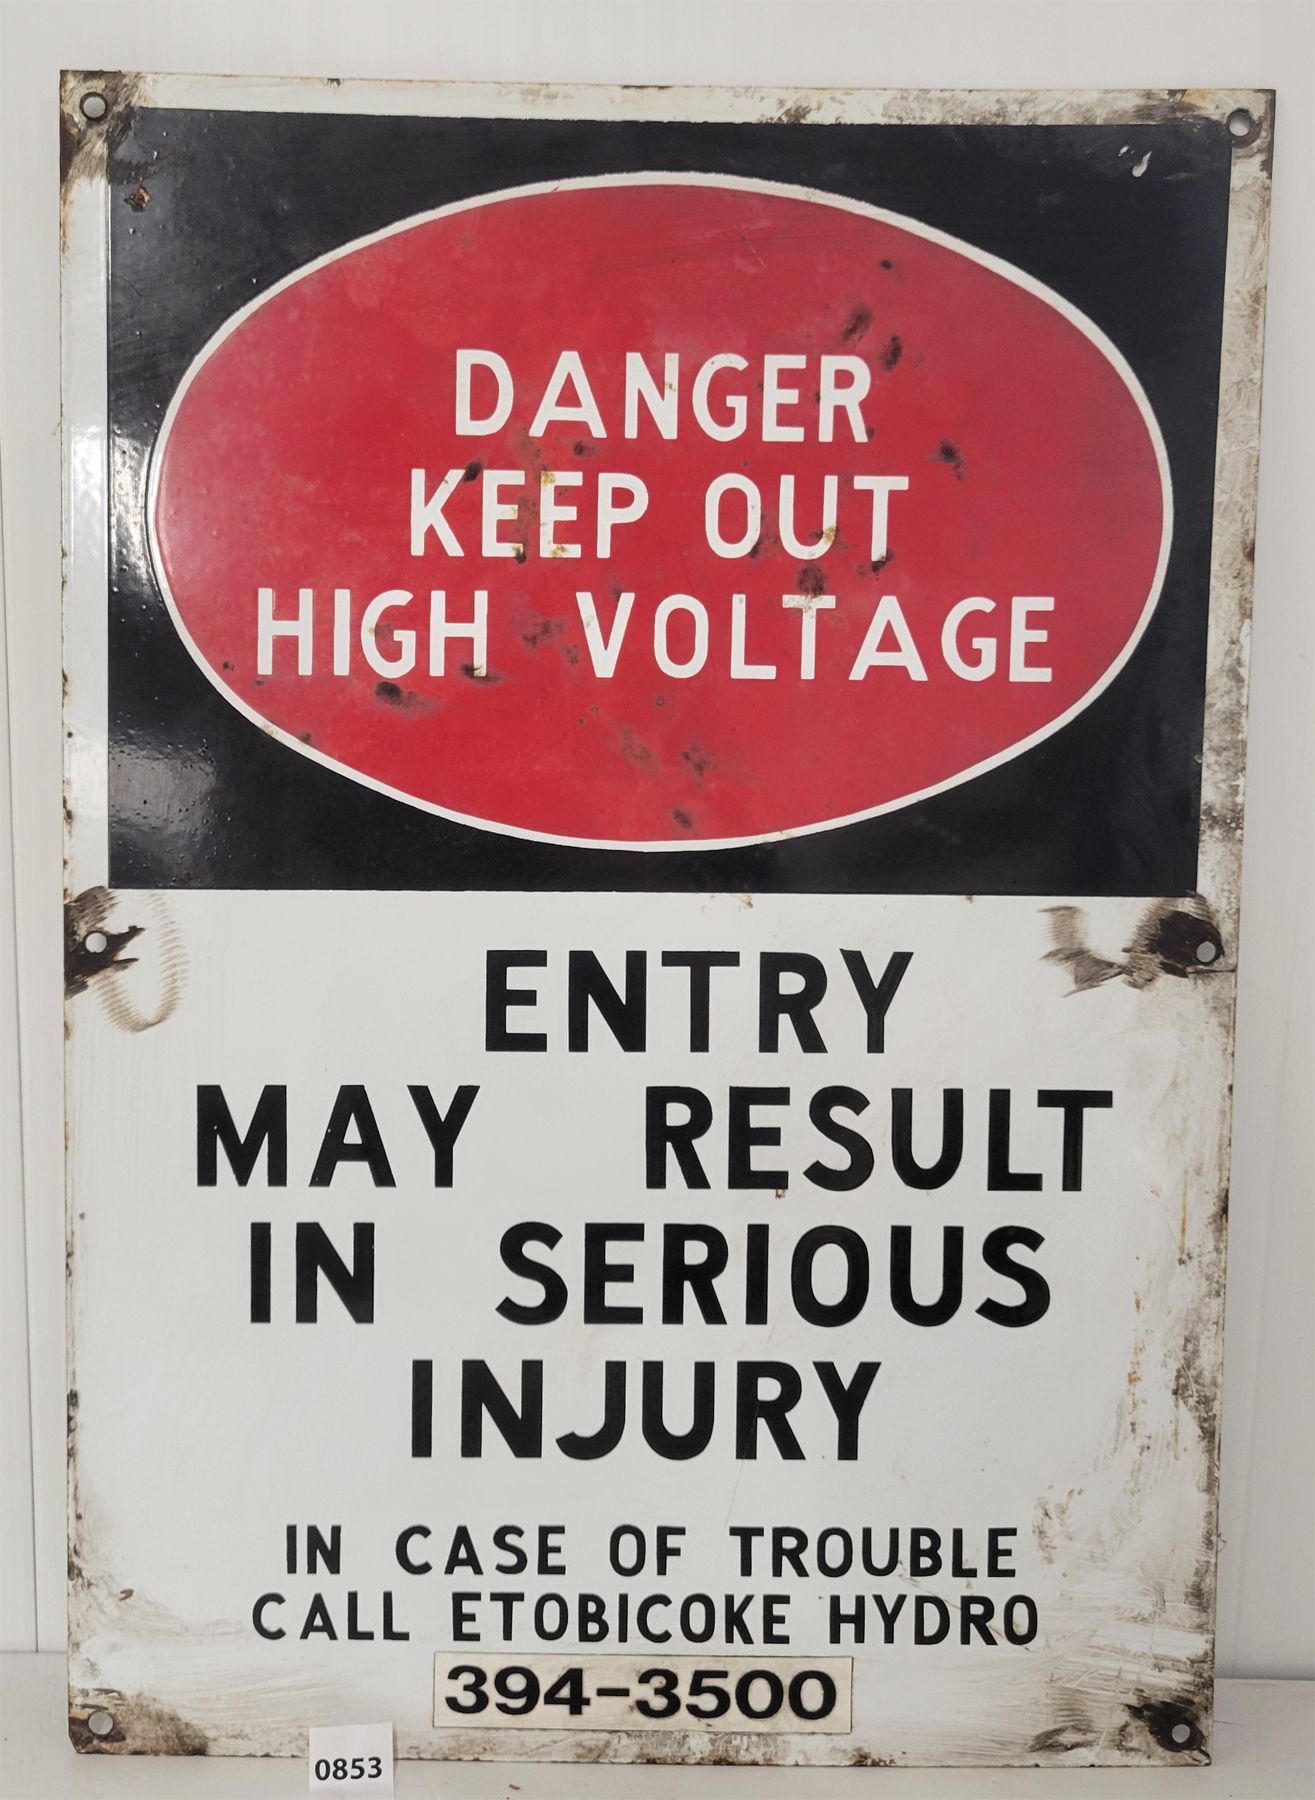 DANGER
KEEP OUT
HIGH VOLTAGE
ENTRY
MAY RESULT
IN SERIOUS
INJURY
IN CASE OF TROUBLE
CALL ETOBICOKE HYDRO
394-3500
0853